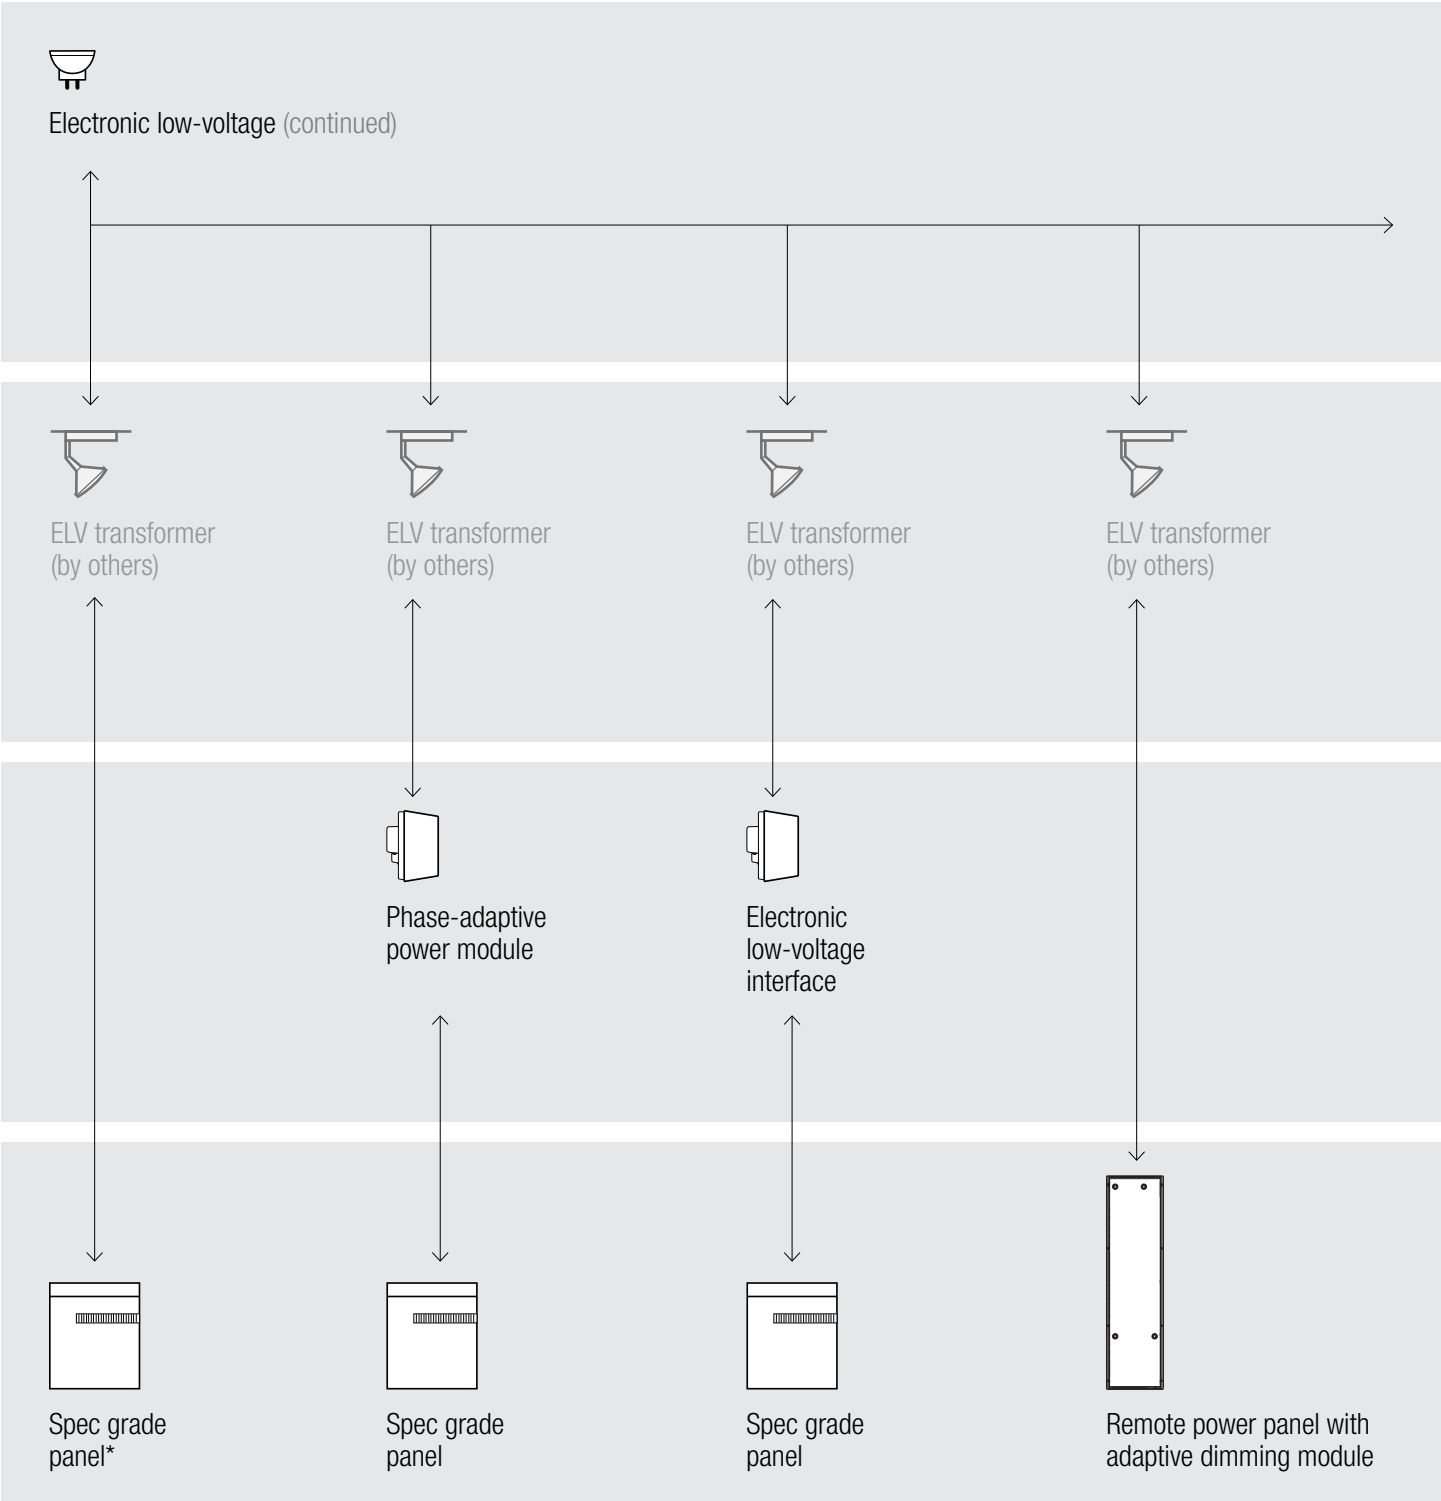 Electronic low-voltage (continued)
ELV transformer
(by others)
ELV transformer
(by others)
ELV transformer
(by others)
ELV transformer
(by others)
Phase-adaptive
power module
Electronic
low-voltage
interface
Spec grade
panel*
Spec grade
panel
Spec grade
panel
Remote power panel with
adaptive dimming module